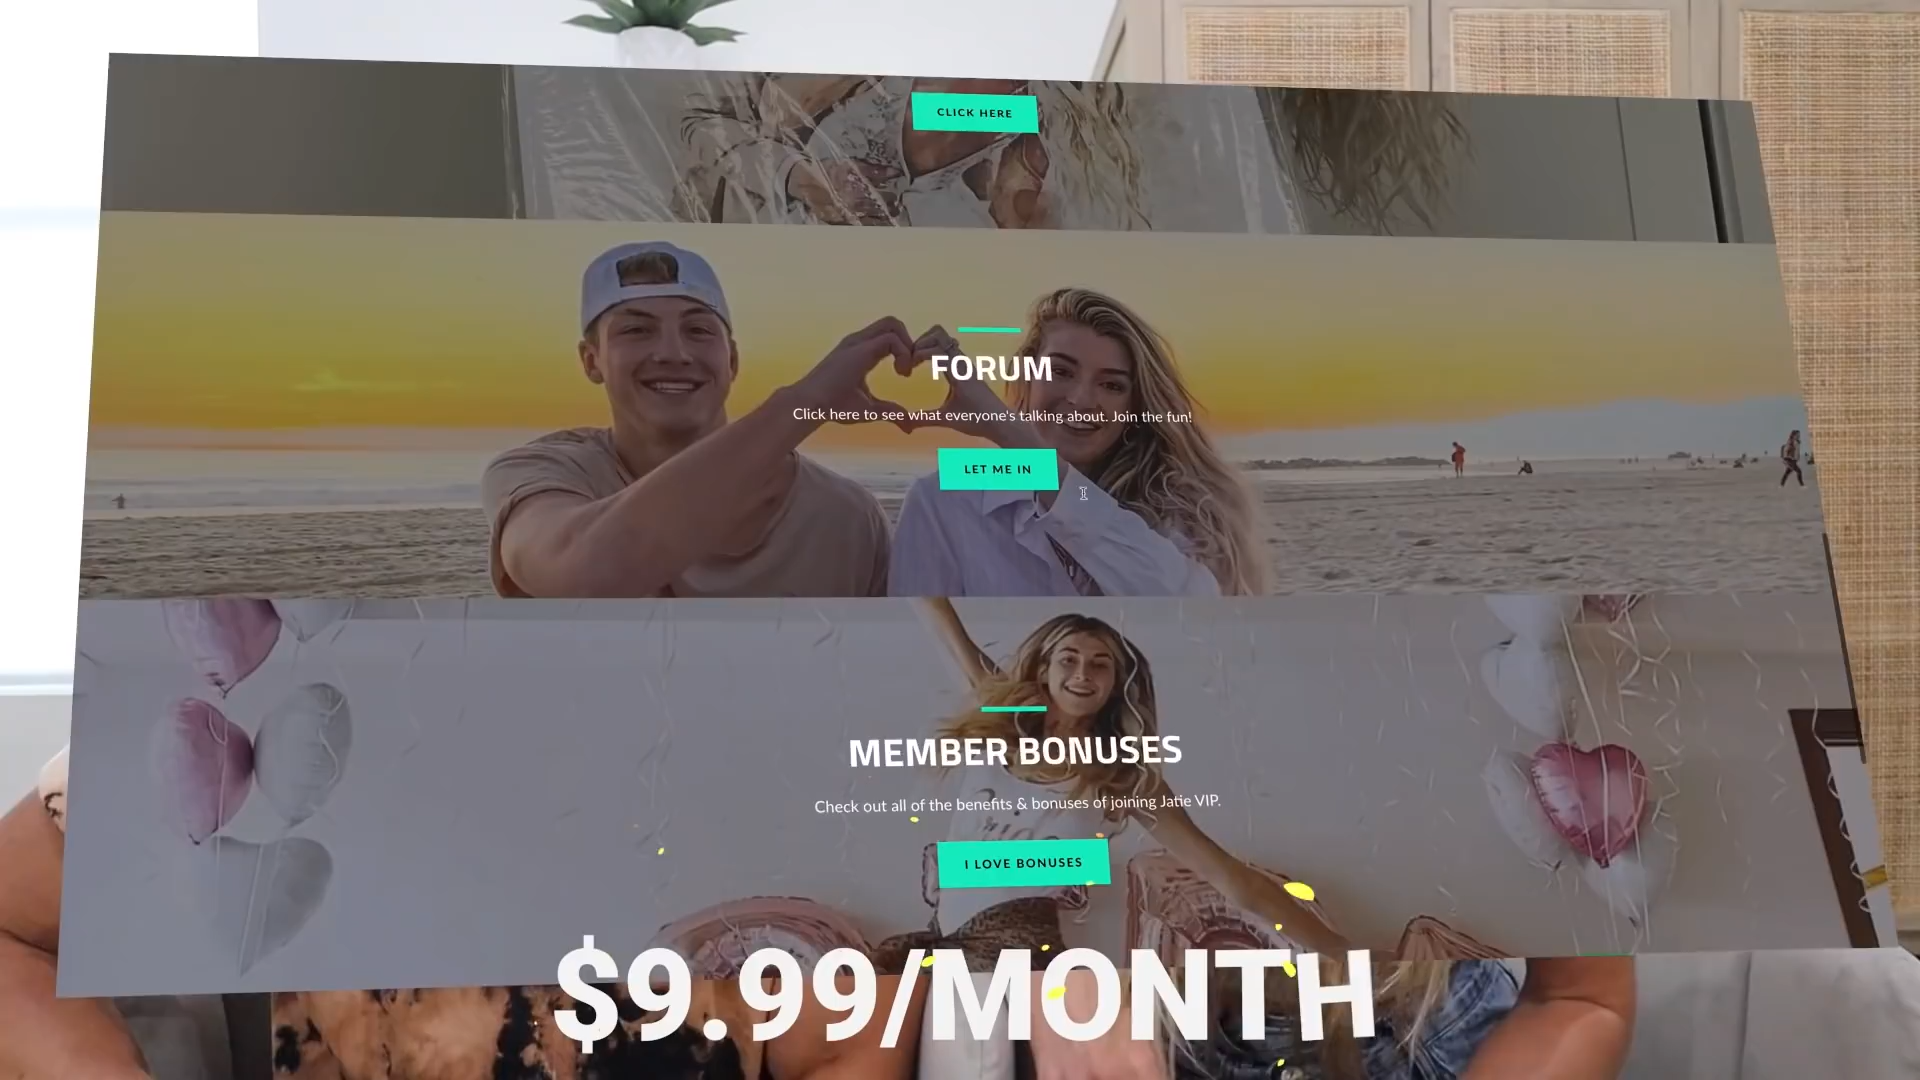 CLICK HERE
FORUM
Click here to see what everyone's talking about. Join the fun!
LET ME IN
MEMBER BONUSES
Check out all of the benefits & bonuses of joining Jatie VIP.
I LOVE BONUSES
$9.99/MONTH